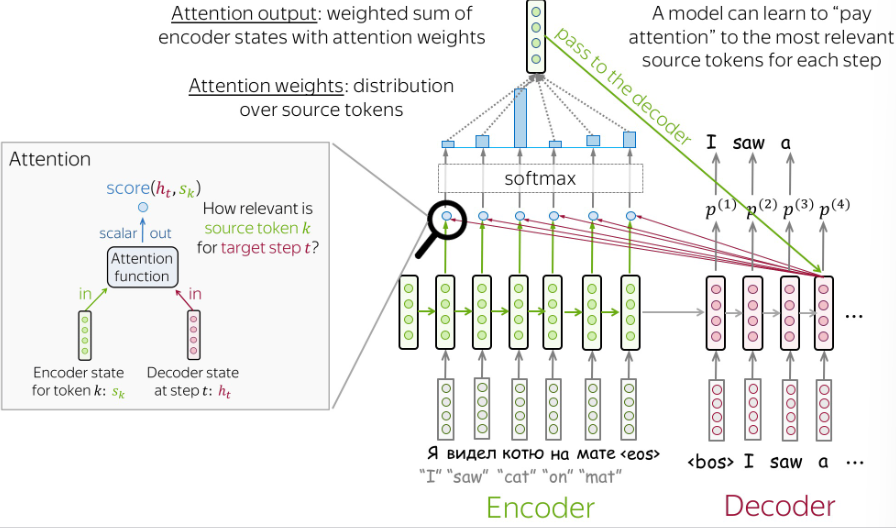 Attention output: weighted sum of
encoder states with attention weights
A model can learn to “pay
attention” to the most relevant
source tokens for each step
Attention weights: distribution
over source tokens
pass to the decoder
I saw a
softmax
p⁽¹⁾ p⁽²⁾ p⁽³⁾ p⁽⁴⁾
Attention
score(hₜ, sₖ)
scalar out
How relevant is
source token k
for target step t?
Attention
function
in in
Encoder state
for token k: sₖ
Decoder state
at step t: hₜ
...
Я видел котю на мате <eos>
“I” “saw” “cat” “on” “mat”
<bos> I saw a ...
Encoder
Decoder